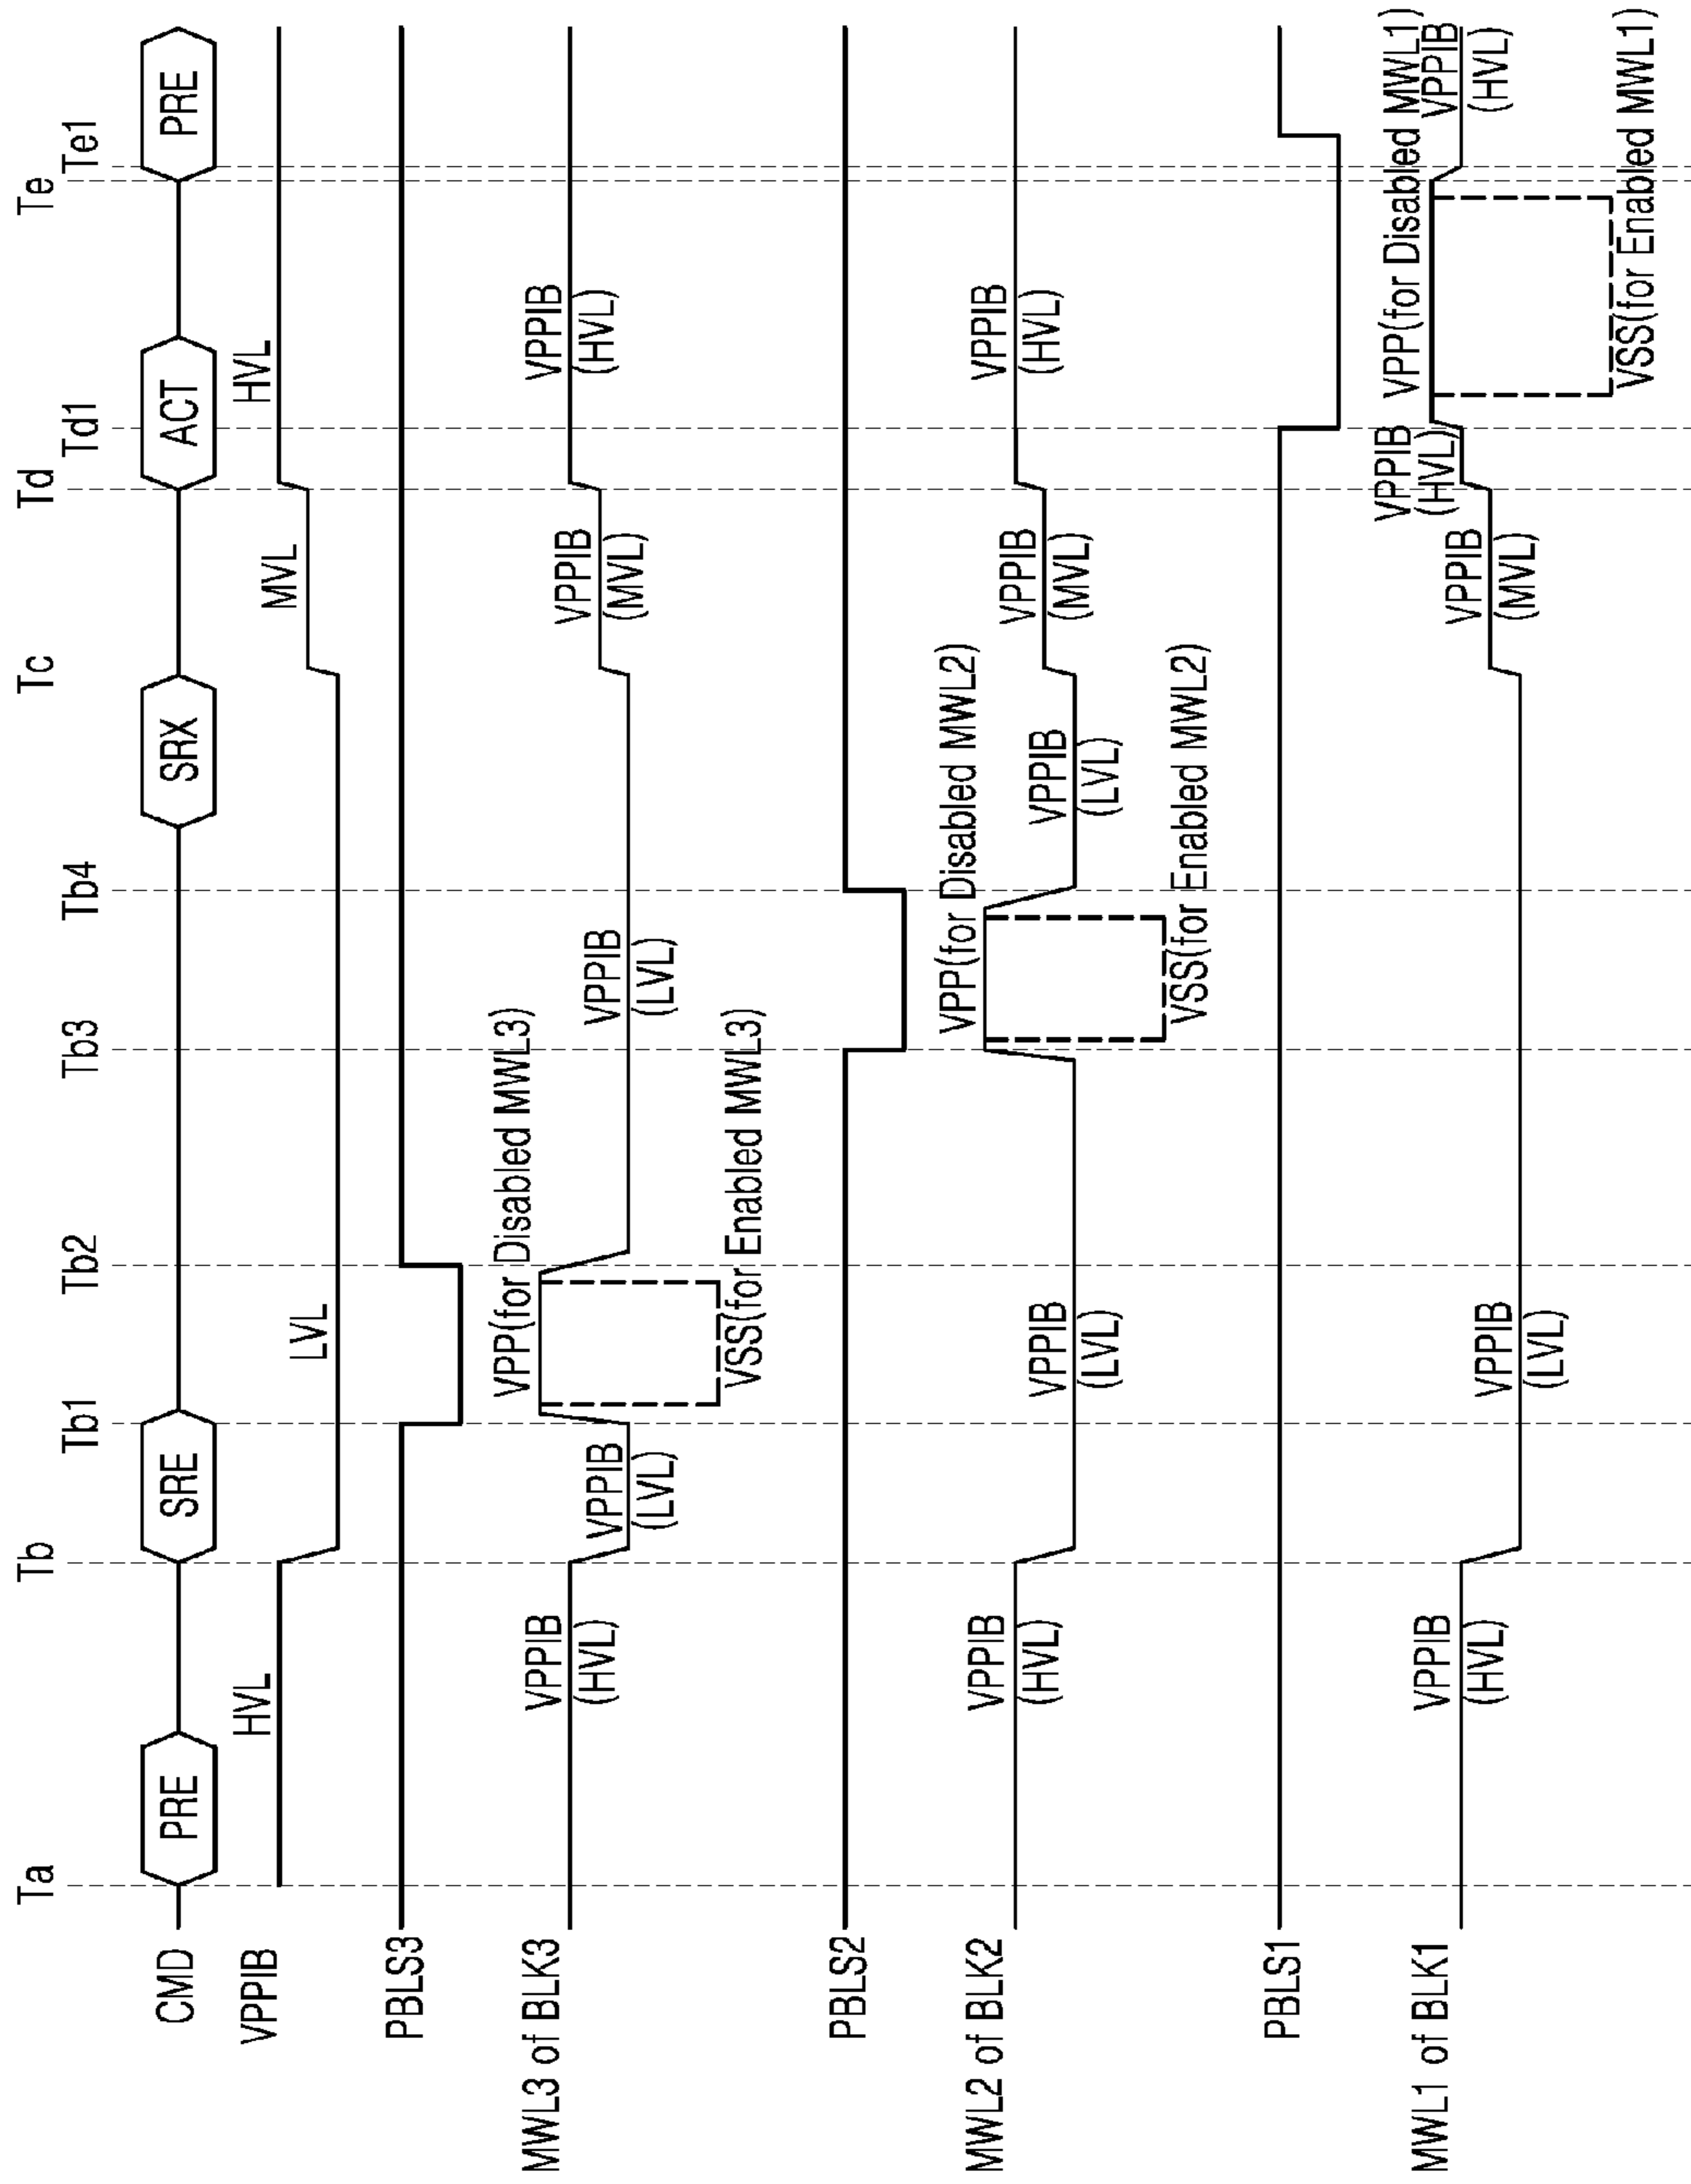 Ta Tb Tb1 Tb2 Tb3 Tb4 Tc Td Td1 Te Te1
CMD PRE SRE SRX ACT PRE
VPPIB HVL LVL MVL HVL
PBLS3
VPP(for Disabled MWL3)
MWL3 of BLK3
VPPIB
(HVL)
VPPIB
(LVL)
VPPIB
(LVL)
VPPIB
(MVL)
VPPIB
(HVL)
VSS(for Enabled MWL3)
PBLS2
VPP(for Disabled MWL2)
MWL2 of BLK2
VPPIB
(HVL)
VPPIB
(LVL)
VPPIB
(LVL)
VPPIB
(MVL)
VPPIB
(HVL)
VSS(for Enabled MWL2)
PBLS1
VPP(for Disabled MWL1)
MWL1 of BLK1
VPPIB
(HVL)
VPPIB
(LVL)
VPPIB
(MVL)
VPPIB
(HVL)
VPPIB
(HVL)
VSS(for Enabled MWL1)